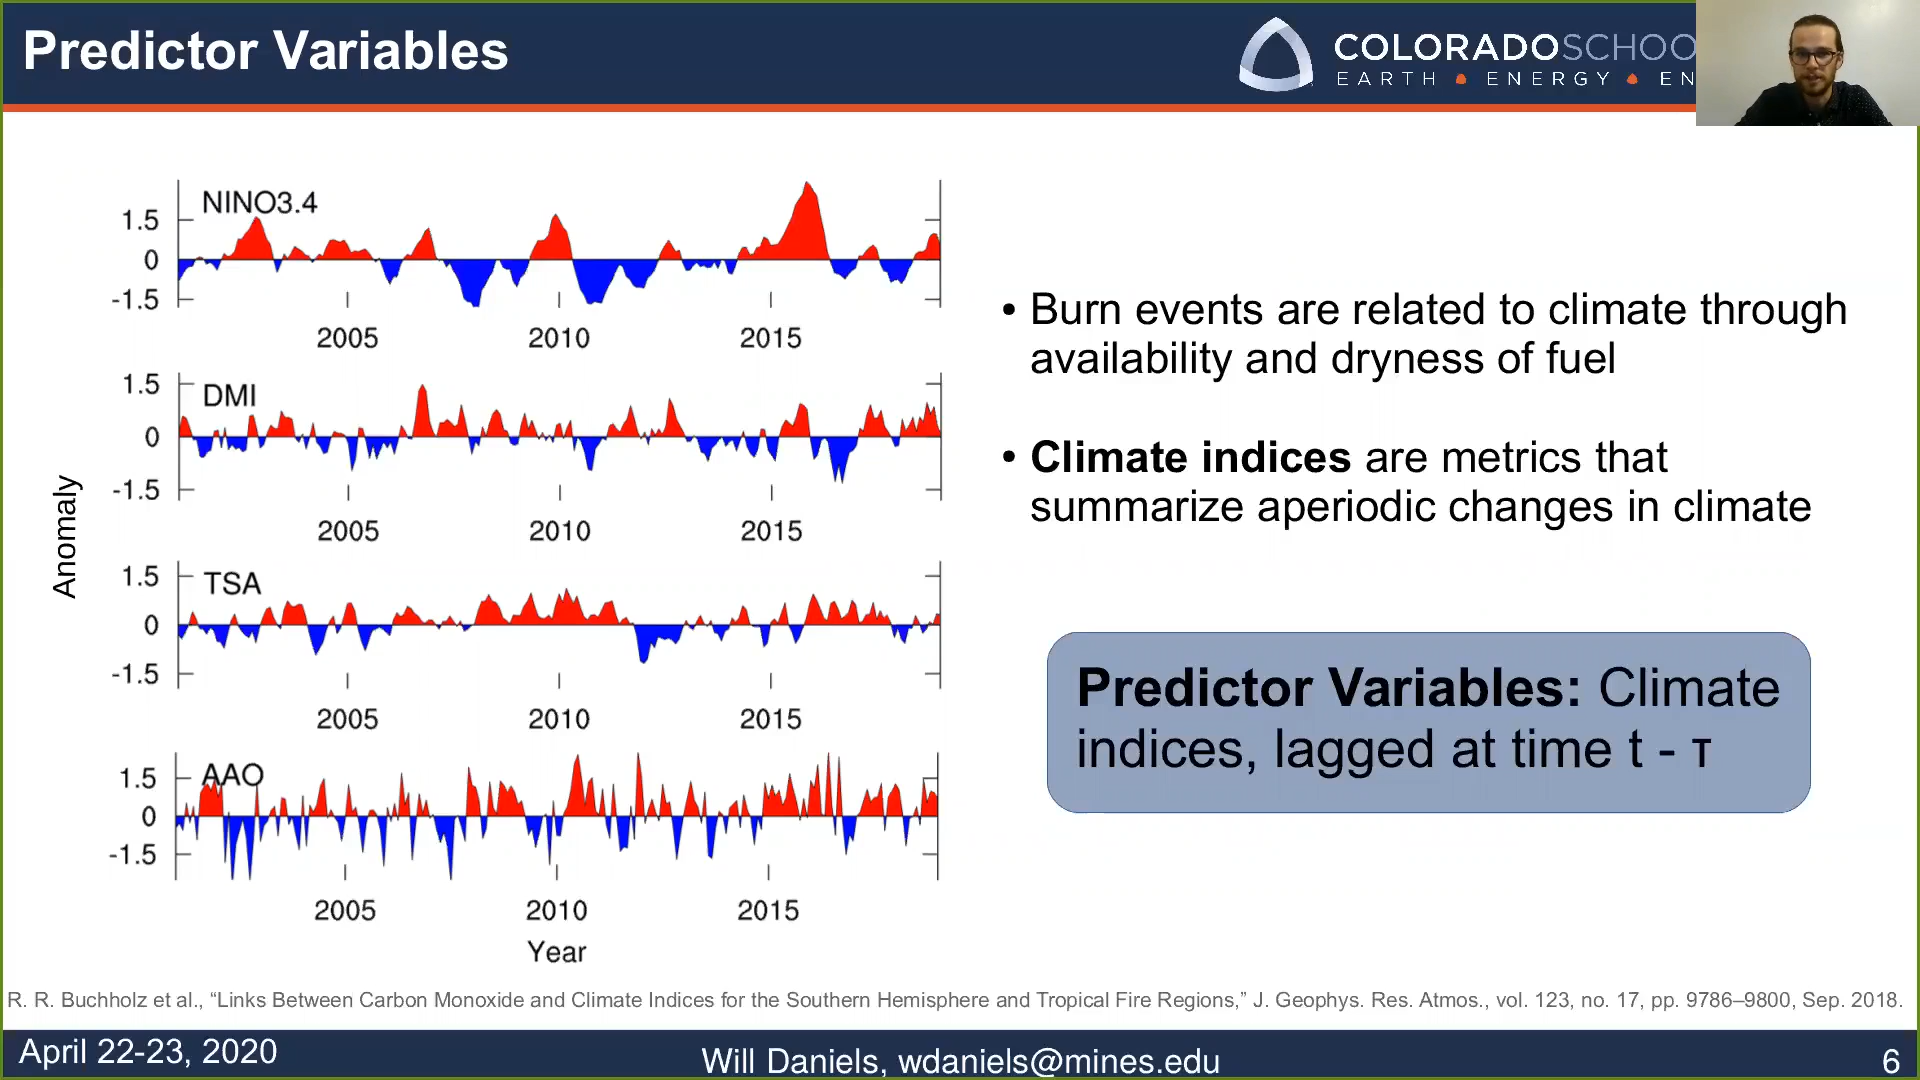 Predictor Variables
COLORADOSCHOO
EARTH • ENERGY • EN
NINO3.4
1.5
0
-1.5
2005 2010 2015
DMI
1.5
0
-1.5
2005 2010 2015
TSA
1.5
0
-1.5
2005 2010 2015
AAO
1.5
0
-1.5
2005 2010 2015
Anomaly
Year
• Burn events are related to climate through
availability and dryness of fuel
• Climate indices are metrics that
summarize aperiodic changes in climate
Predictor Variables: Climate
indices, lagged at time t - τ
R. R. Buchholz et al., “Links Between Carbon Monoxide and Climate Indices for the Southern Hemisphere and Tropical Fire Regions,” J. Geophys. Res. Atmos., vol. 123, no. 17, pp. 9786–9800, Sep. 2018.
April 22-23, 2020
Will Daniels, wdaniels@mines.edu
6